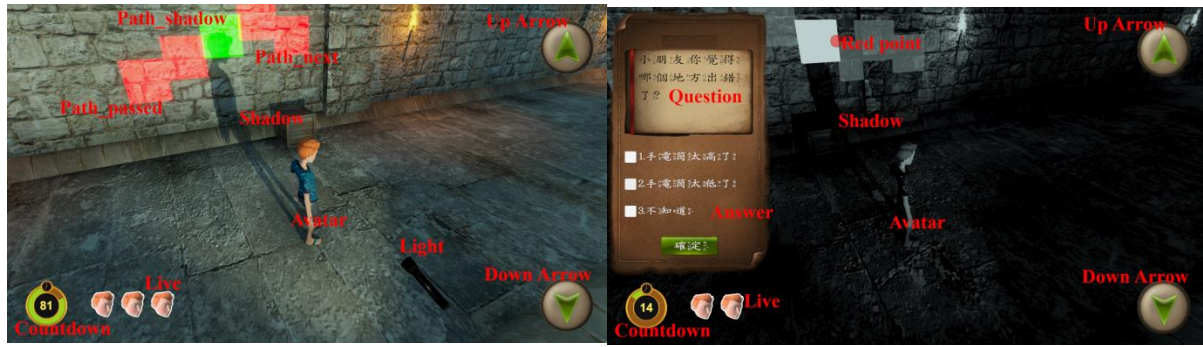 Path_shadow
Up Arrow
Path_next
Path_passed
Shadow
Avatar
Light
Down Arrow
Live
81
Countdown
Up Arrow
Red point
小朋友你覺得
哪個地方出錯
了?
Question
Shadow
1.手電筒太高了。
2.手電筒太低了。
3.不知道。
Answer
Avatar
確定
Down Arrow
Live
14
Countdown